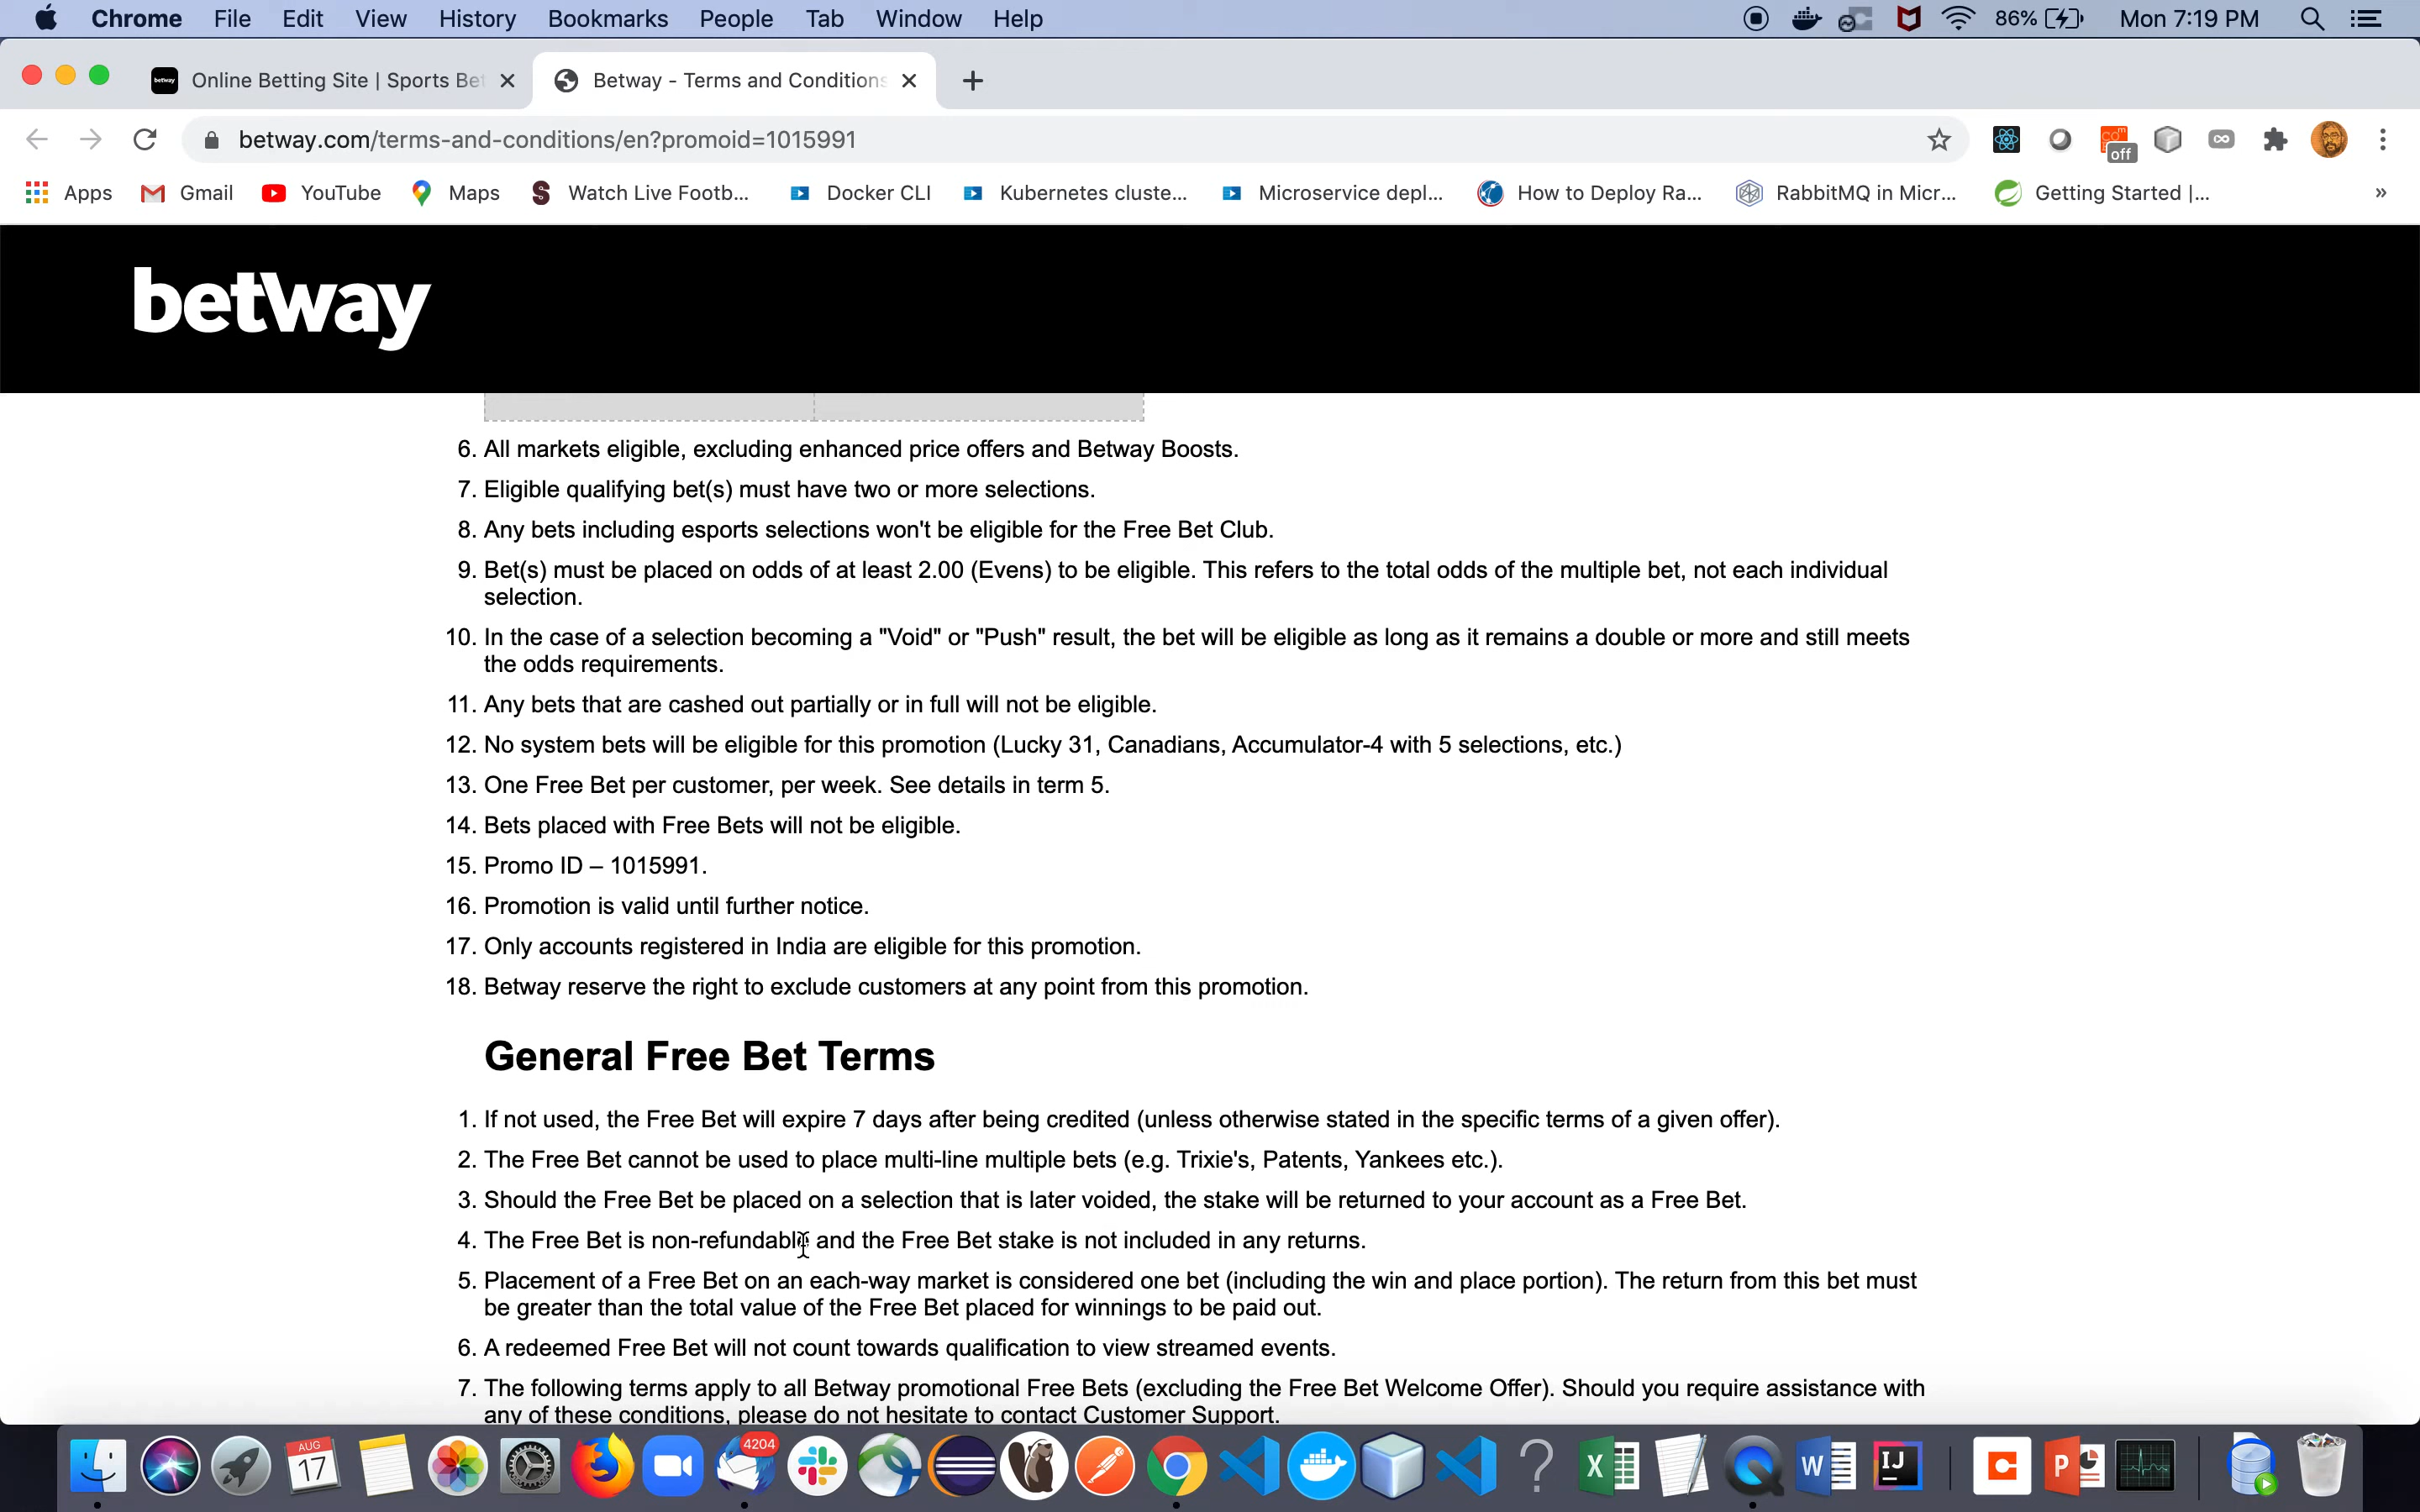 Chrome File Edit View History Bookmarks People Tab Window Help 86% Mon 7:19 PM
betway Online Betting Site | Sports Bet Betway - Terms and Conditions
betway.com/terms-and-conditions/en?promoid=1015991 off
Apps Gmail YouTube Maps Watch Live Footb... Docker CLI Kubernetes cluste... Microservice depl... How to Deploy Ra... RabbitMQ in Micr... Getting Started |... »
betway
6. All markets eligible, excluding enhanced price offers and Betway Boosts.
7. Eligible qualifying bet(s) must have two or more selections.
8. Any bets including esports selections won't be eligible for the Free Bet Club.
9. Bet(s) must be placed on odds of at least 2.00 (Evens) to be eligible. This refers to the total odds of the multiple bet, not each individual
selection.
10. In the case of a selection becoming a "Void" or "Push" result, the bet will be eligible as long as it remains a double or more and still meets
the odds requirements.
11. Any bets that are cashed out partially or in full will not be eligible.
12. No system bets will be eligible for this promotion (Lucky 31, Canadians, Accumulator-4 with 5 selections, etc.)
13. One Free Bet per customer, per week. See details in term 5.
14. Bets placed with Free Bets will not be eligible.
15. Promo ID – 1015991.
16. Promotion is valid until further notice.
17. Only accounts registered in India are eligible for this promotion.
18. Betway reserve the right to exclude customers at any point from this promotion.
General Free Bet Terms
1. If not used, the Free Bet will expire 7 days after being credited (unless otherwise stated in the specific terms of a given offer).
2. The Free Bet cannot be used to place multi-line multiple bets (e.g. Trixie's, Patents, Yankees etc.).
3. Should the Free Bet be placed on a selection that is later voided, the stake will be returned to your account as a Free Bet.
4. The Free Bet is non-refundable and the Free Bet stake is not included in any returns.
5. Placement of a Free Bet on an each-way market is considered one bet (including the win and place portion). The return from this bet must
be greater than the total value of the Free Bet placed for winnings to be paid out.
6. A redeemed Free Bet will not count towards qualification to view streamed events.
7. The following terms apply to all Betway promotional Free Bets (excluding the Free Bet Welcome Offer). Should you require assistance with
any of these conditions, please do not hesitate to contact Customer Support.
AUG 17 4204 ? X W IJ C P